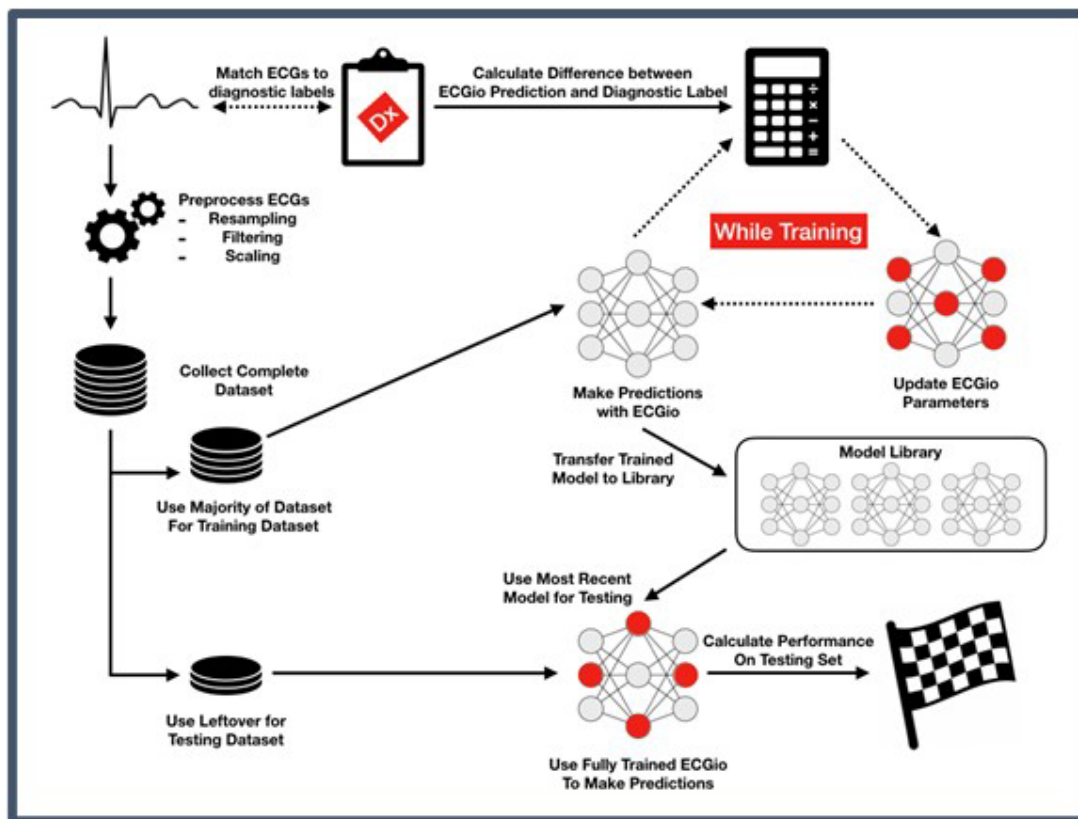 Match ECGs to
diagnostic labels
Dx
Calculate Difference between
ECGio Prediction and Diagnostic Label
÷
×
−
+
=
Preprocess ECGs
- Resampling
- Filtering
- Scaling
While Training
Collect Complete
Dataset
Make Predictions
with ECGio
Update ECGio
Parameters
Use Majority of Dataset
For Training Dataset
Transfer Trained
Model to Library
Model Library
Use Most Recent
Model for Testing
Calculate Performance
On Testing Set
Use Leftover for
Testing Dataset
Use Fully Trained ECGio
To Make Predictions